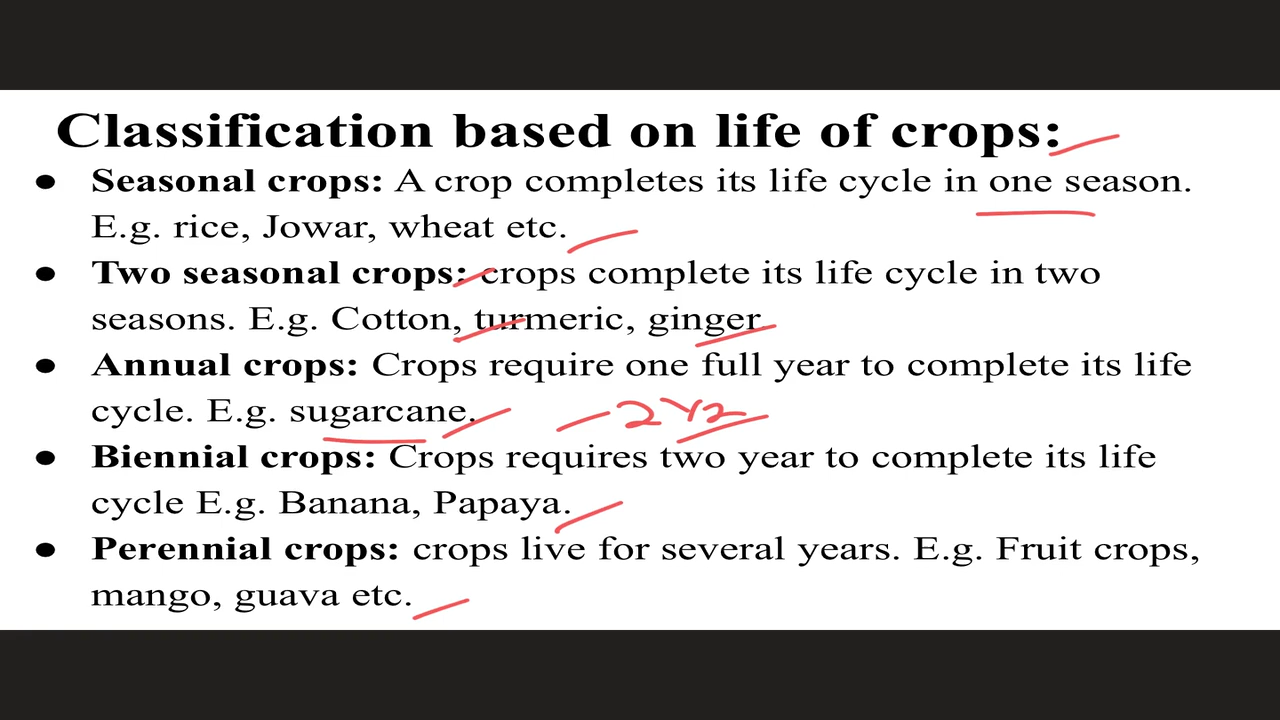 Classification based on life of crops:
● Seasonal crops: A crop completes its life cycle in one season.
E.g. rice, Jowar, wheat etc.
● Two seasonal crops: crops complete its life cycle in two
seasons. E.g. Cotton, turmeric, ginger.
● Annual crops: Crops require one full year to complete its life
cycle. E.g. sugarcane.
● Biennial crops: Crops requires two year to complete its life
cycle E.g. Banana, Papaya.
● Perennial crops: crops live for several years. E.g. Fruit crops,
mango, guava etc.